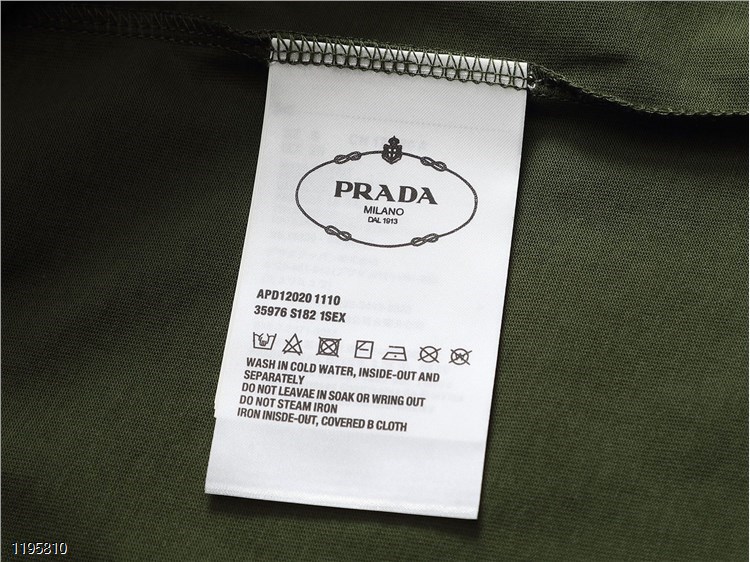 PRADA
MILANO
DAL 1913
APD12020 1110
35976 S182 1SEX
WASH IN COLD WATER, INSIDE-OUT AND
SEPARATELY
DO NOT LEAVAE IN SOAK OR WRING OUT
DO NOT STEAM IRON
IRON INISDE-OUT, COVERED B CLOTH
1195810